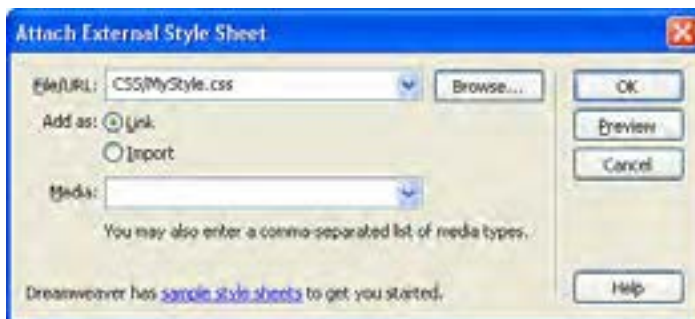 Attach External Style Sheet
File/URL: CSS/MyStyle.css Browse... OK
Add as: Link Preview
Import Cancel
Media:
You may also enter a comma-separated list of media types.
Dreamweaver has sample style sheets to get you started. Help